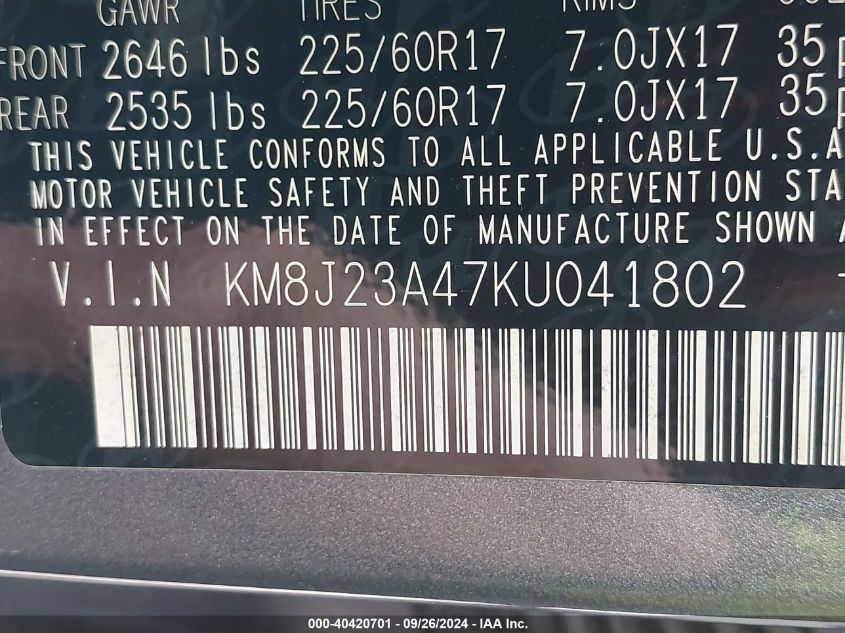 GAWR TIRES RIMS
FRONT 2646 lbs 225/60R17 7.0JX17 35
REAR 2535 lbs 225/60R17 7.0JX17 35
THIS VEHICLE CONFORMS TO ALL APPLICABLE U.S.A
MOTOR VEHICLE SAFETY AND THEFT PREVENTION STA
IN EFFECT ON THE DATE OF MANUFACTURE SHOWN A
V.I.N KM8J23A47KU041802
000-40420701 - 09/26/2024 - IAA Inc.